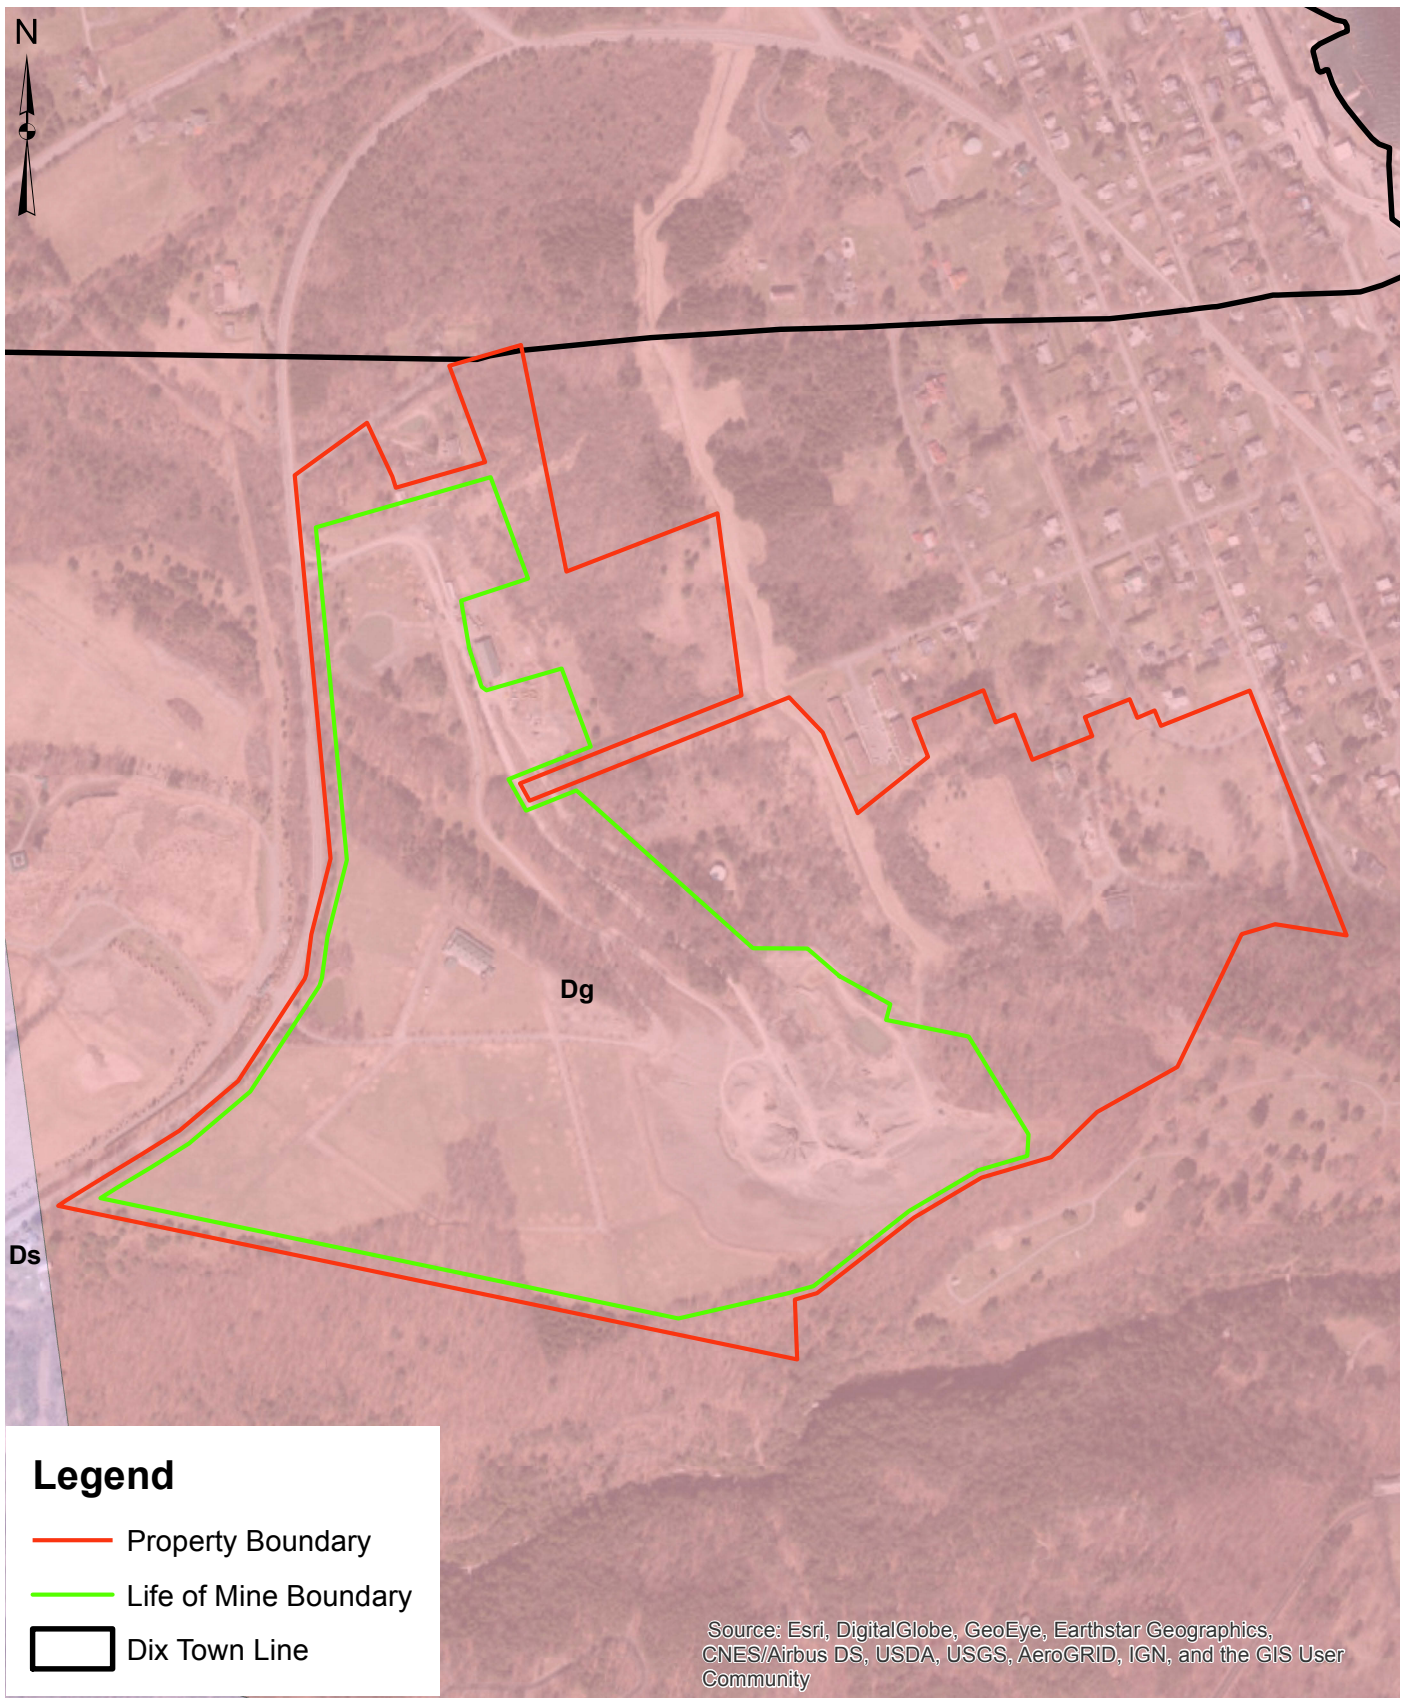 N
Dg
Ds
Legend
Property Boundary
Life of Mine Boundary
Dix Town Line
Source: Esri, DigitalGlobe, GeoEye, Earthstar Geographics,
CNES/Airbus DS, USDA, USGS, AeroGRID, IGN, and the GIS User
Community